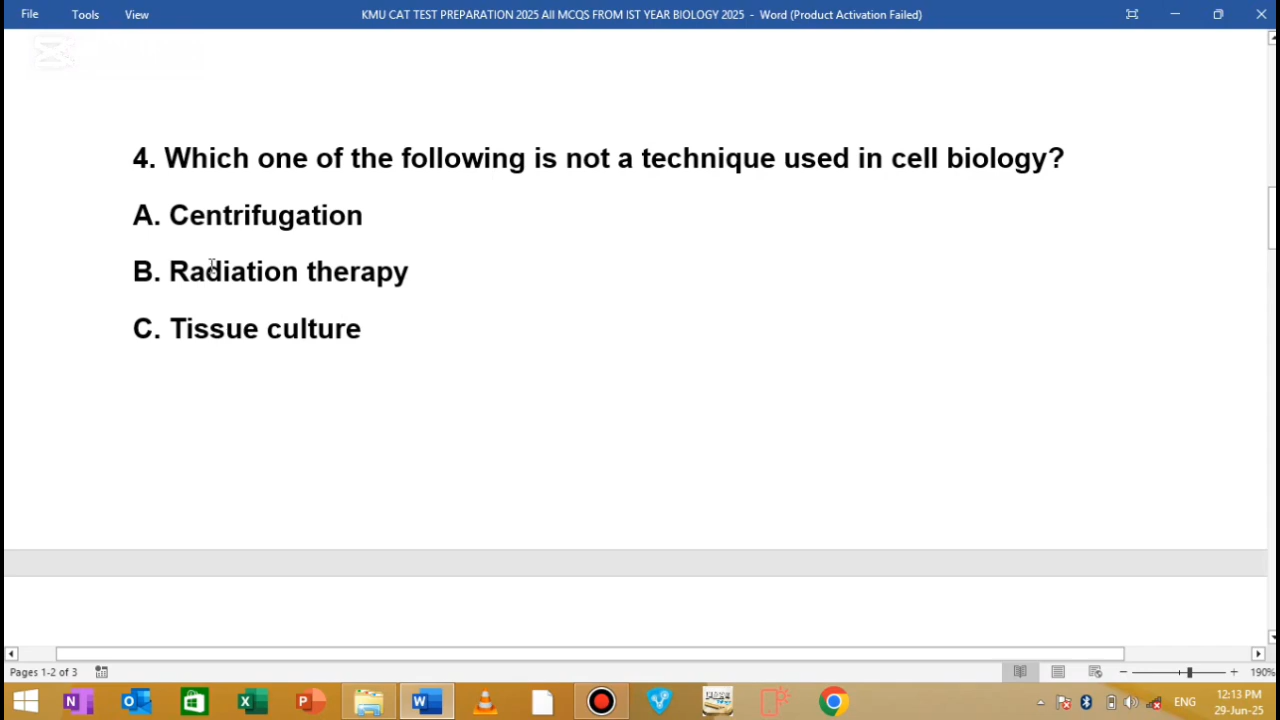 File Tools View KMU CAT TEST PREPARATION 2025 All MCQS FROM IST YEAR BIOLOGY 2025 - Word (Product Activation Failed)
4. Which one of the following is not a technique used in cell biology?
A. Centrifugation
B. Radiation therapy
C. Tissue culture
Pages 1-2 of 3 190%
12:13 PM
ENG
29-Jun-25